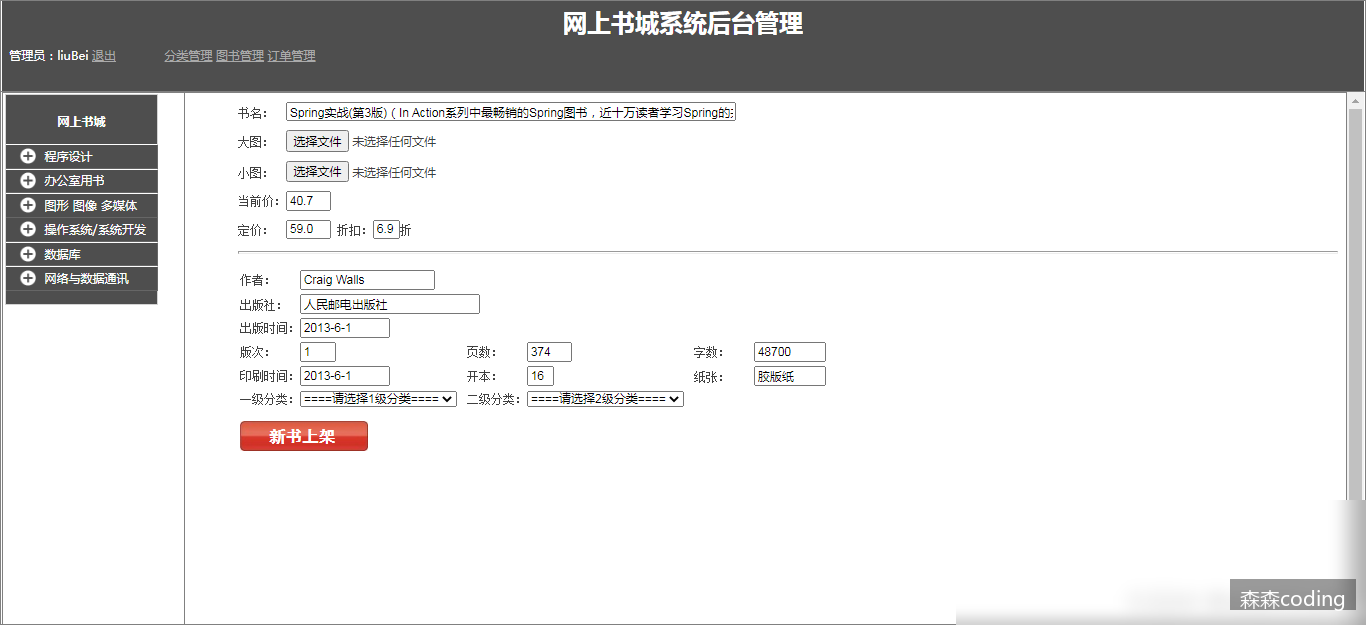 网上书城系统后台管理
管理员：liuBei 退出 分类管理 图书管理 订单管理
网上书城
程序设计
办公室用书
图形 图像 多媒体
操作系统/系统开发
数据库
网络与数据通讯
书名： Spring实战(第3版)（In Action系列中最畅销的Spring图书，近十万读者学习Spring的
大图： 选择文件 未选择任何文件
小图： 选择文件 未选择任何文件
当前价： 40.7
定价： 59.0 折扣： 6.9 折
作者： Craig Walls
出版社： 人民邮电出版社
出版时间： 2013-6-1
版次： 1 页数： 374 字数： 48700
印刷时间： 2013-6-1 开本： 16 纸张： 胶版纸
一级分类： ====请选择1级分类==== 二级分类： ====请选择2级分类====
新书上架
森森coding